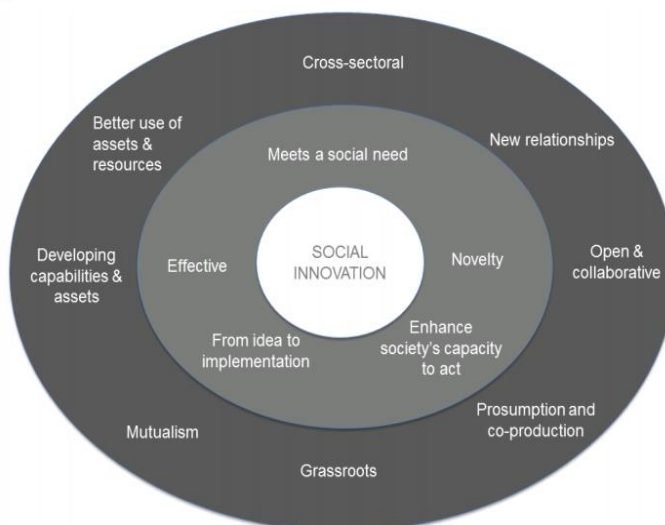 Cross-sectoral
Better use of
assets &
resources
New relationships
Meets a social need
Developing
capabilities &
assets
Effective
SOCIAL
INNOVATION
Novelty
Open &
collaborative
From idea to
implementation
Enhance
society's capacity
to act
Mutualism
Prosumption and
co-production
Grassroots